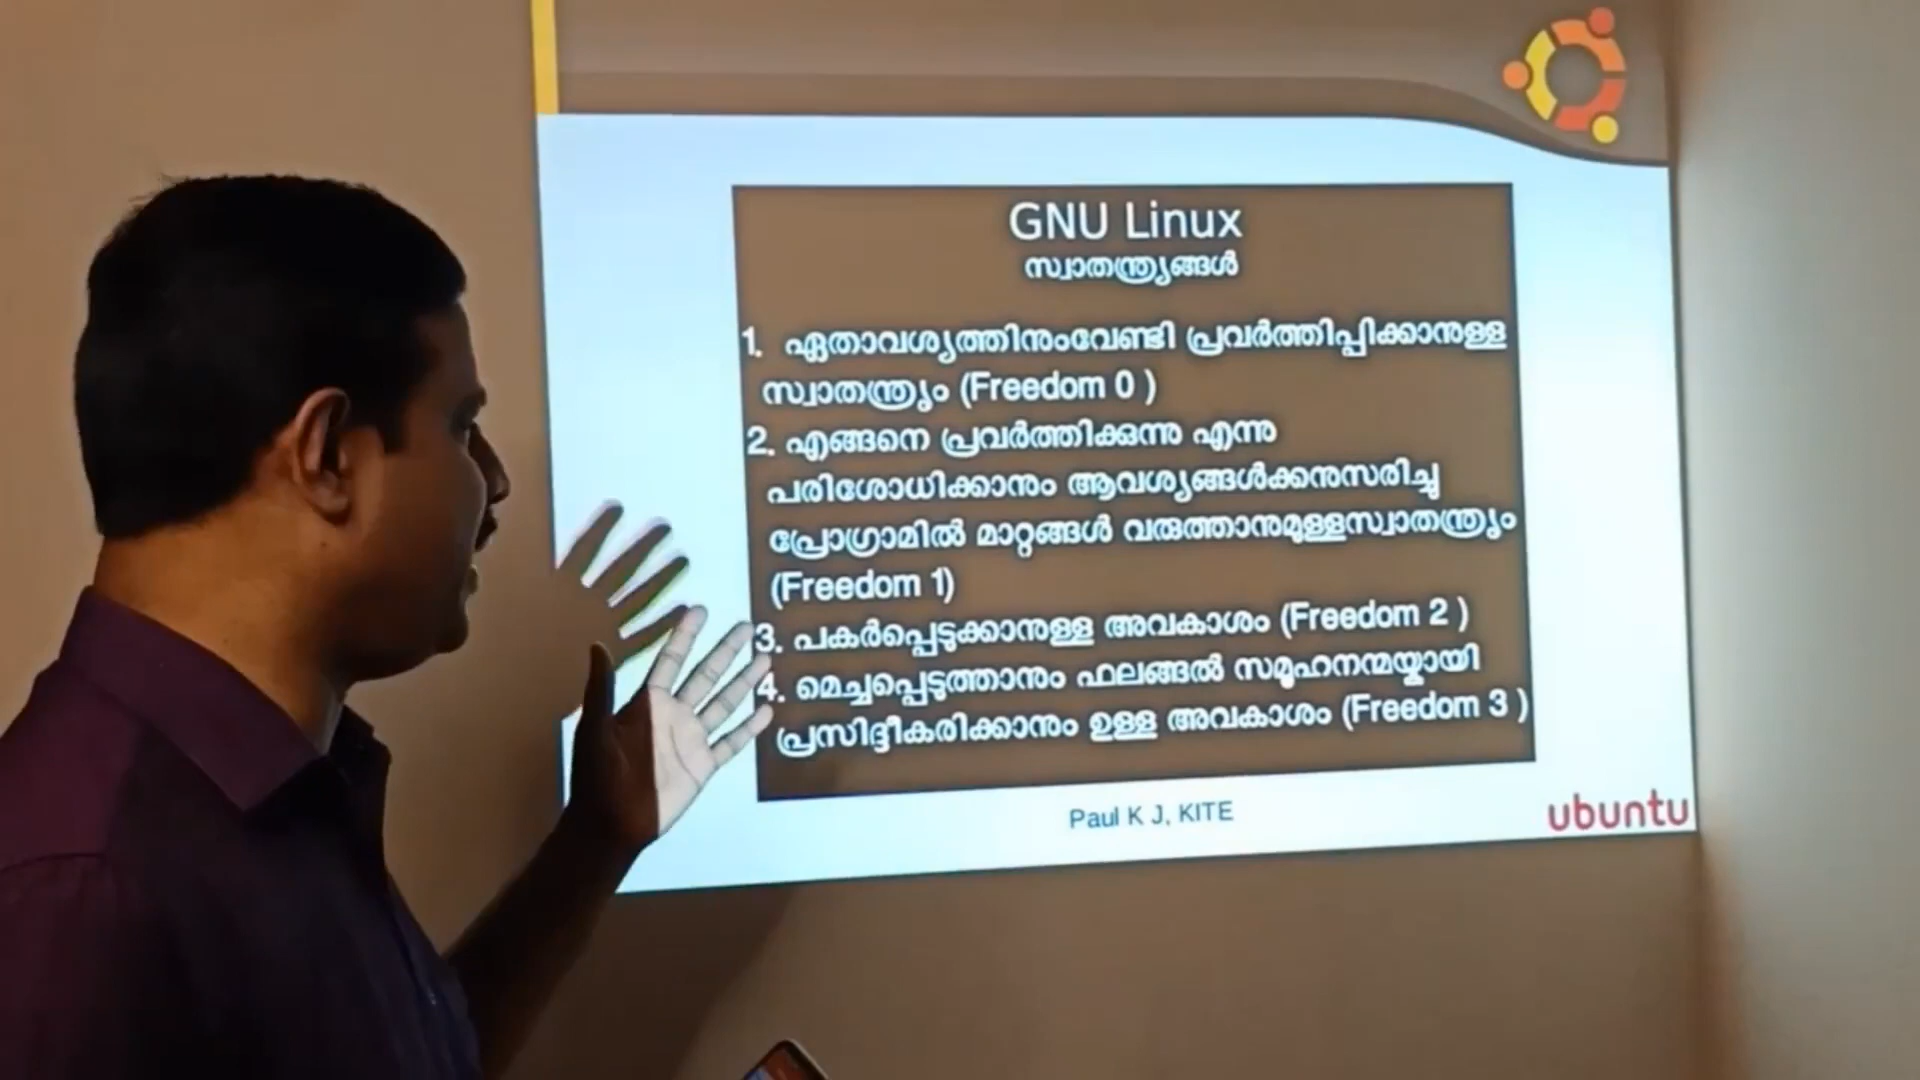 GNU Linux
സ്വാതന്ത്ര്യങ്ങൾ
1. ഏതാവശ്യത്തിനുംവേണ്ടി പ്രവർത്തിപ്പിക്കാനുള്ള
സ്വാതന്ത്ര്യം (Freedom 0 )
2. എങ്ങനെ പ്രവർത്തിക്കുന്നു എന്നു
പരിശോധിക്കാനും ആവശ്യങ്ങൾക്കനുസരിച്ചു
പ്രോഗ്രാമിൽ മാറ്റങ്ങൾ വരുത്താനുമുള്ളസ്വാതന്ത്ര്യം
(Freedom 1)
3. പകർപ്പെടുക്കാനുള്ള അവകാശം (Freedom 2 )
4. മെച്ചപ്പെടുത്താനും ഫലങ്ങൽ സമൂഹനന്മയ്ക്കായി
പ്രസിദ്ദീകരിക്കാനും ഉള്ള അവകാശം (Freedom 3 )
Paul K J, KITE
ubuntu